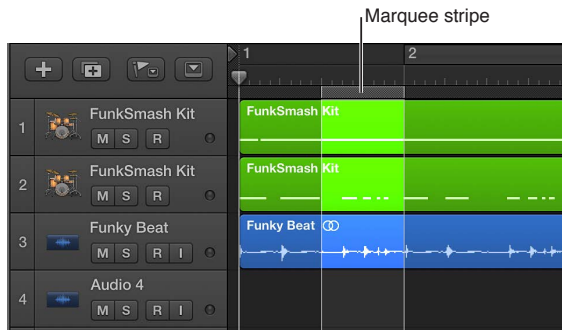 Marquee stripe
1 2
1 FunkSmash Kit FunkSmash Kit
M S R
2 FunkSmash Kit FunkSmash Kit
M S R
3 Funky Beat Funky Beat
M S R I
4 Audio 4
M S R I